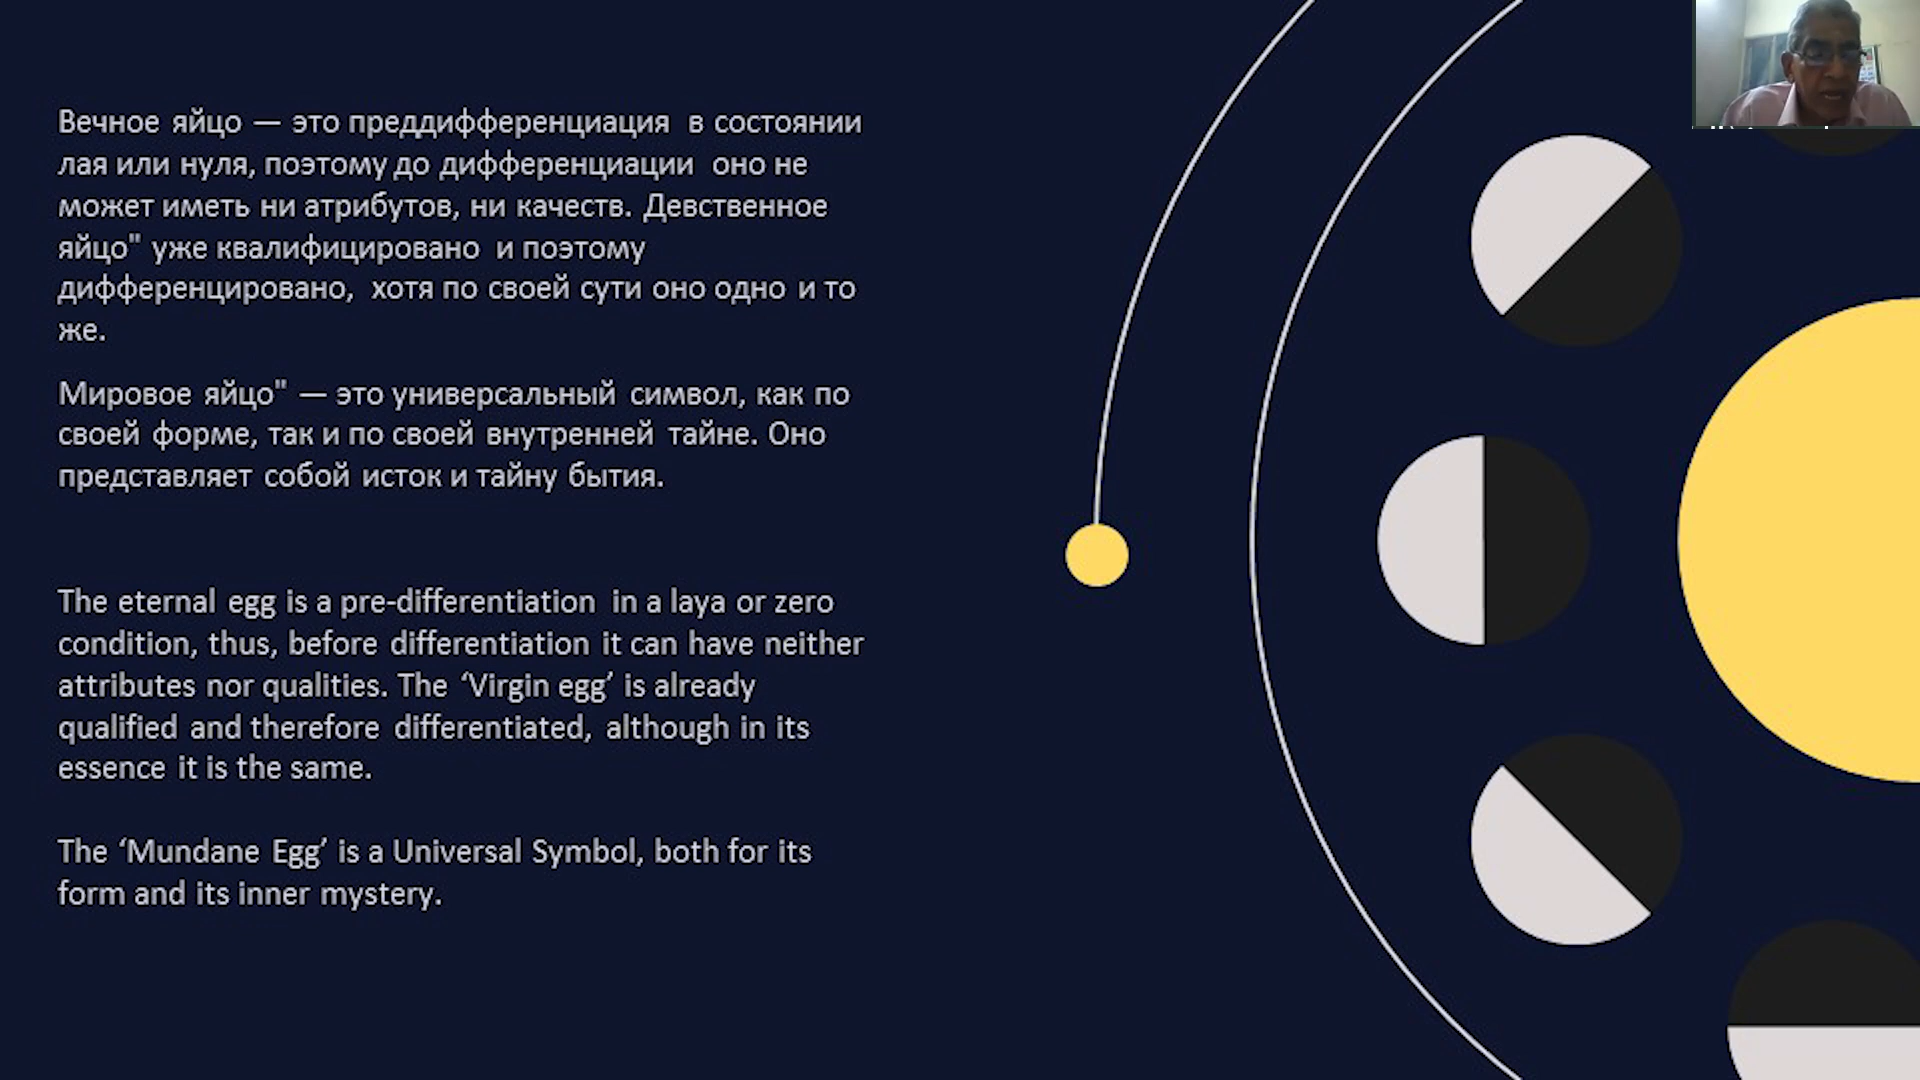 Вечное яйцо — это преддифференциация в состоянии
лая или нуля, поэтому до дифференциации оно не
может иметь ни атрибутов, ни качеств. Девственное
яйцо" уже квалифицировано и поэтому
дифференцировано, хотя по своей сути оно одно и то
же.
Мировое яйцо" — это универсальный символ, как по
своей форме, так и по своей внутренней тайне. Оно
представляет собой исток и тайну бытия.
The eternal egg is a pre-differentiation in a laya or zero
condition, thus, before differentiation it can have neither
attributes nor qualities. The ‘Virgin egg’ is already
qualified and therefore differentiated, although in its
essence it is the same.
The ‘Mundane Egg’ is a Universal Symbol, both for its
form and its inner mystery.